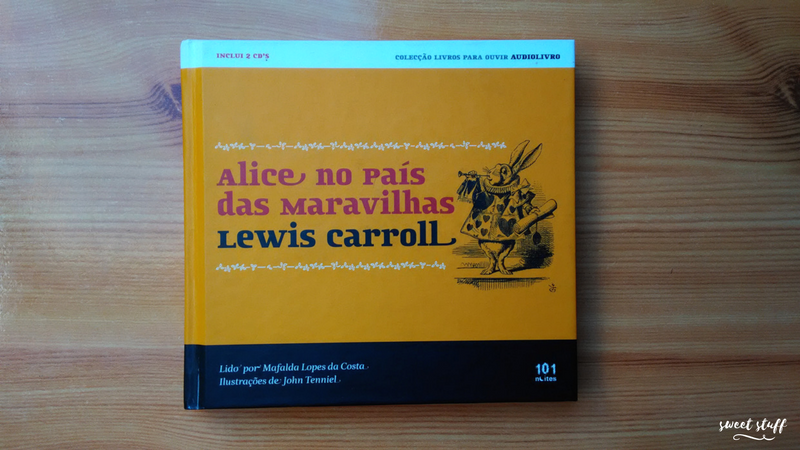 INCLUI 2 CD'S
COLECÇÃO LIVROS PARA OUVIR AUDIOLIVRO
Alice no País
das Maravilhas
Lewis Carroll
Lido por Mafalda Lopes da Costa
Ilustrações de John Tenniel
101
noites
sweet stuff